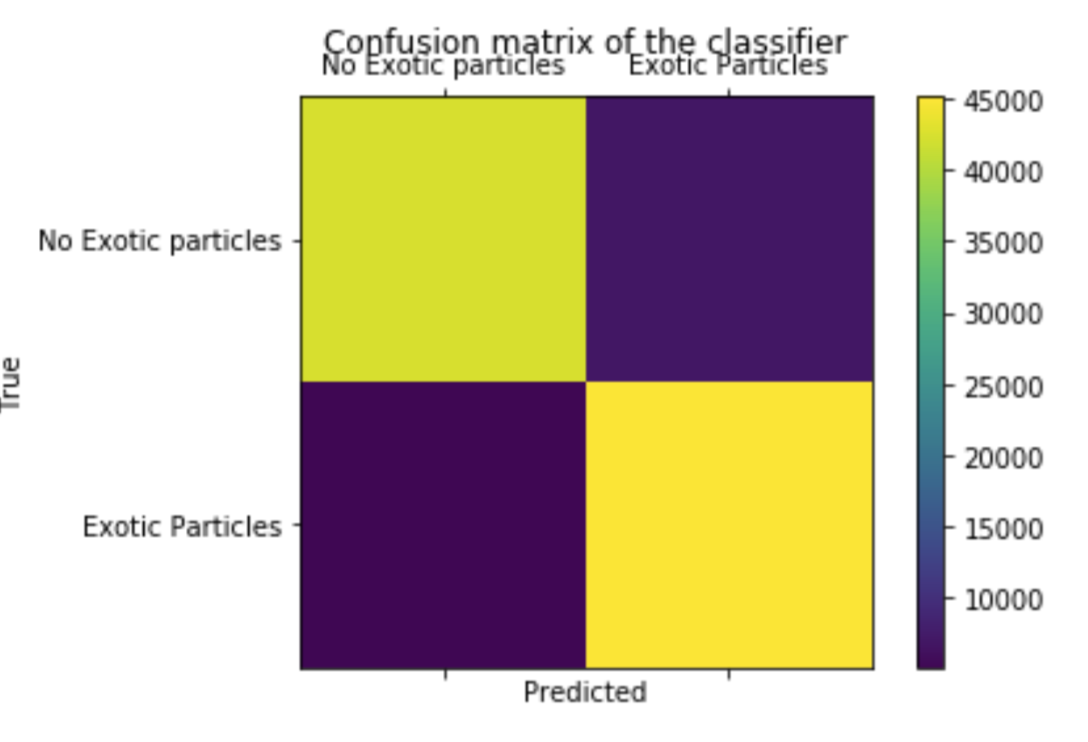 Confusion matrix of the classifier
No Exotic particles Exotic Particles
No Exotic particles
Exotic Particles
True
Predicted
45000
40000
35000
30000
25000
20000
15000
10000